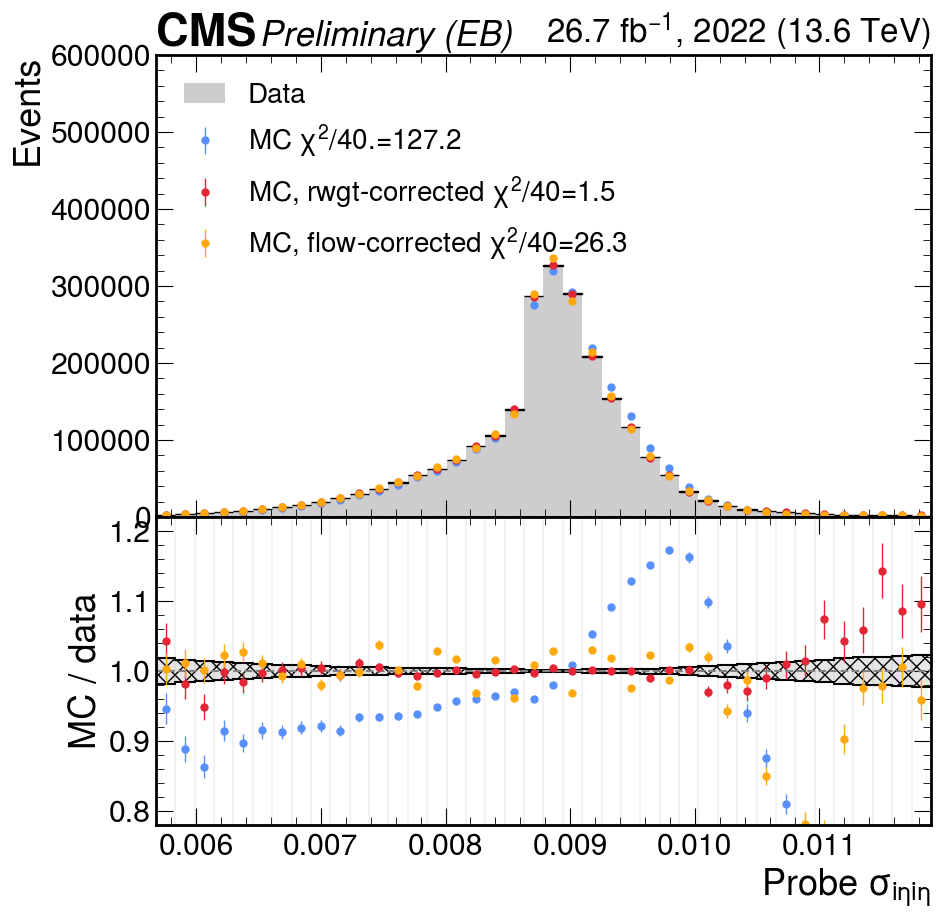 CMS Preliminary (EB) 26.7 fb⁻¹, 2022 (13.6 TeV)
Events
600000
500000
400000
300000
200000
100000
0
Data
MC χ²/40.=127.2
MC, rwgt-corrected χ²/40=1.5
MC, flow-corrected χ²/40=26.3
MC / data
1.2
1.1
1.0
0.9
0.8
0.006 0.007 0.008 0.009 0.010 0.011
Probe σiηiη